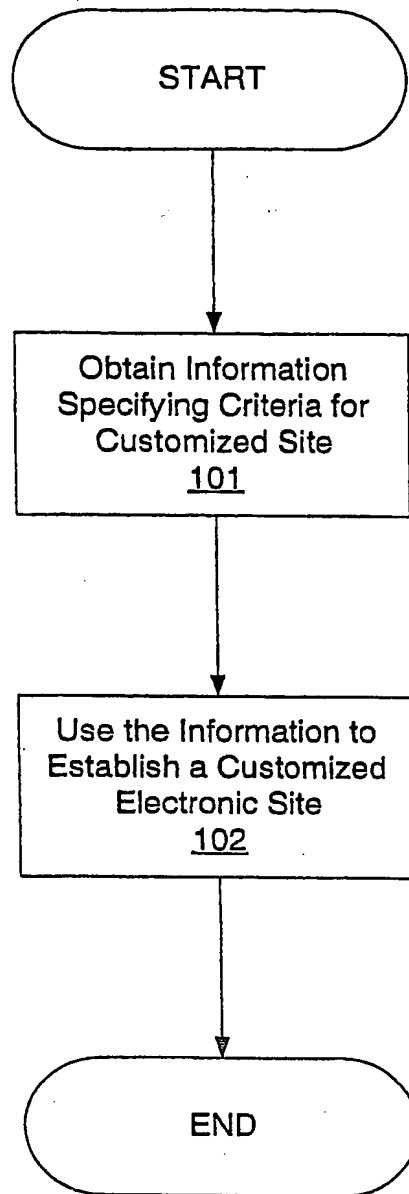 START
Obtain Information
Specifying Criteria for
Customized Site
101
Use the Information to
Establish a Customized
Electronic Site
102
END